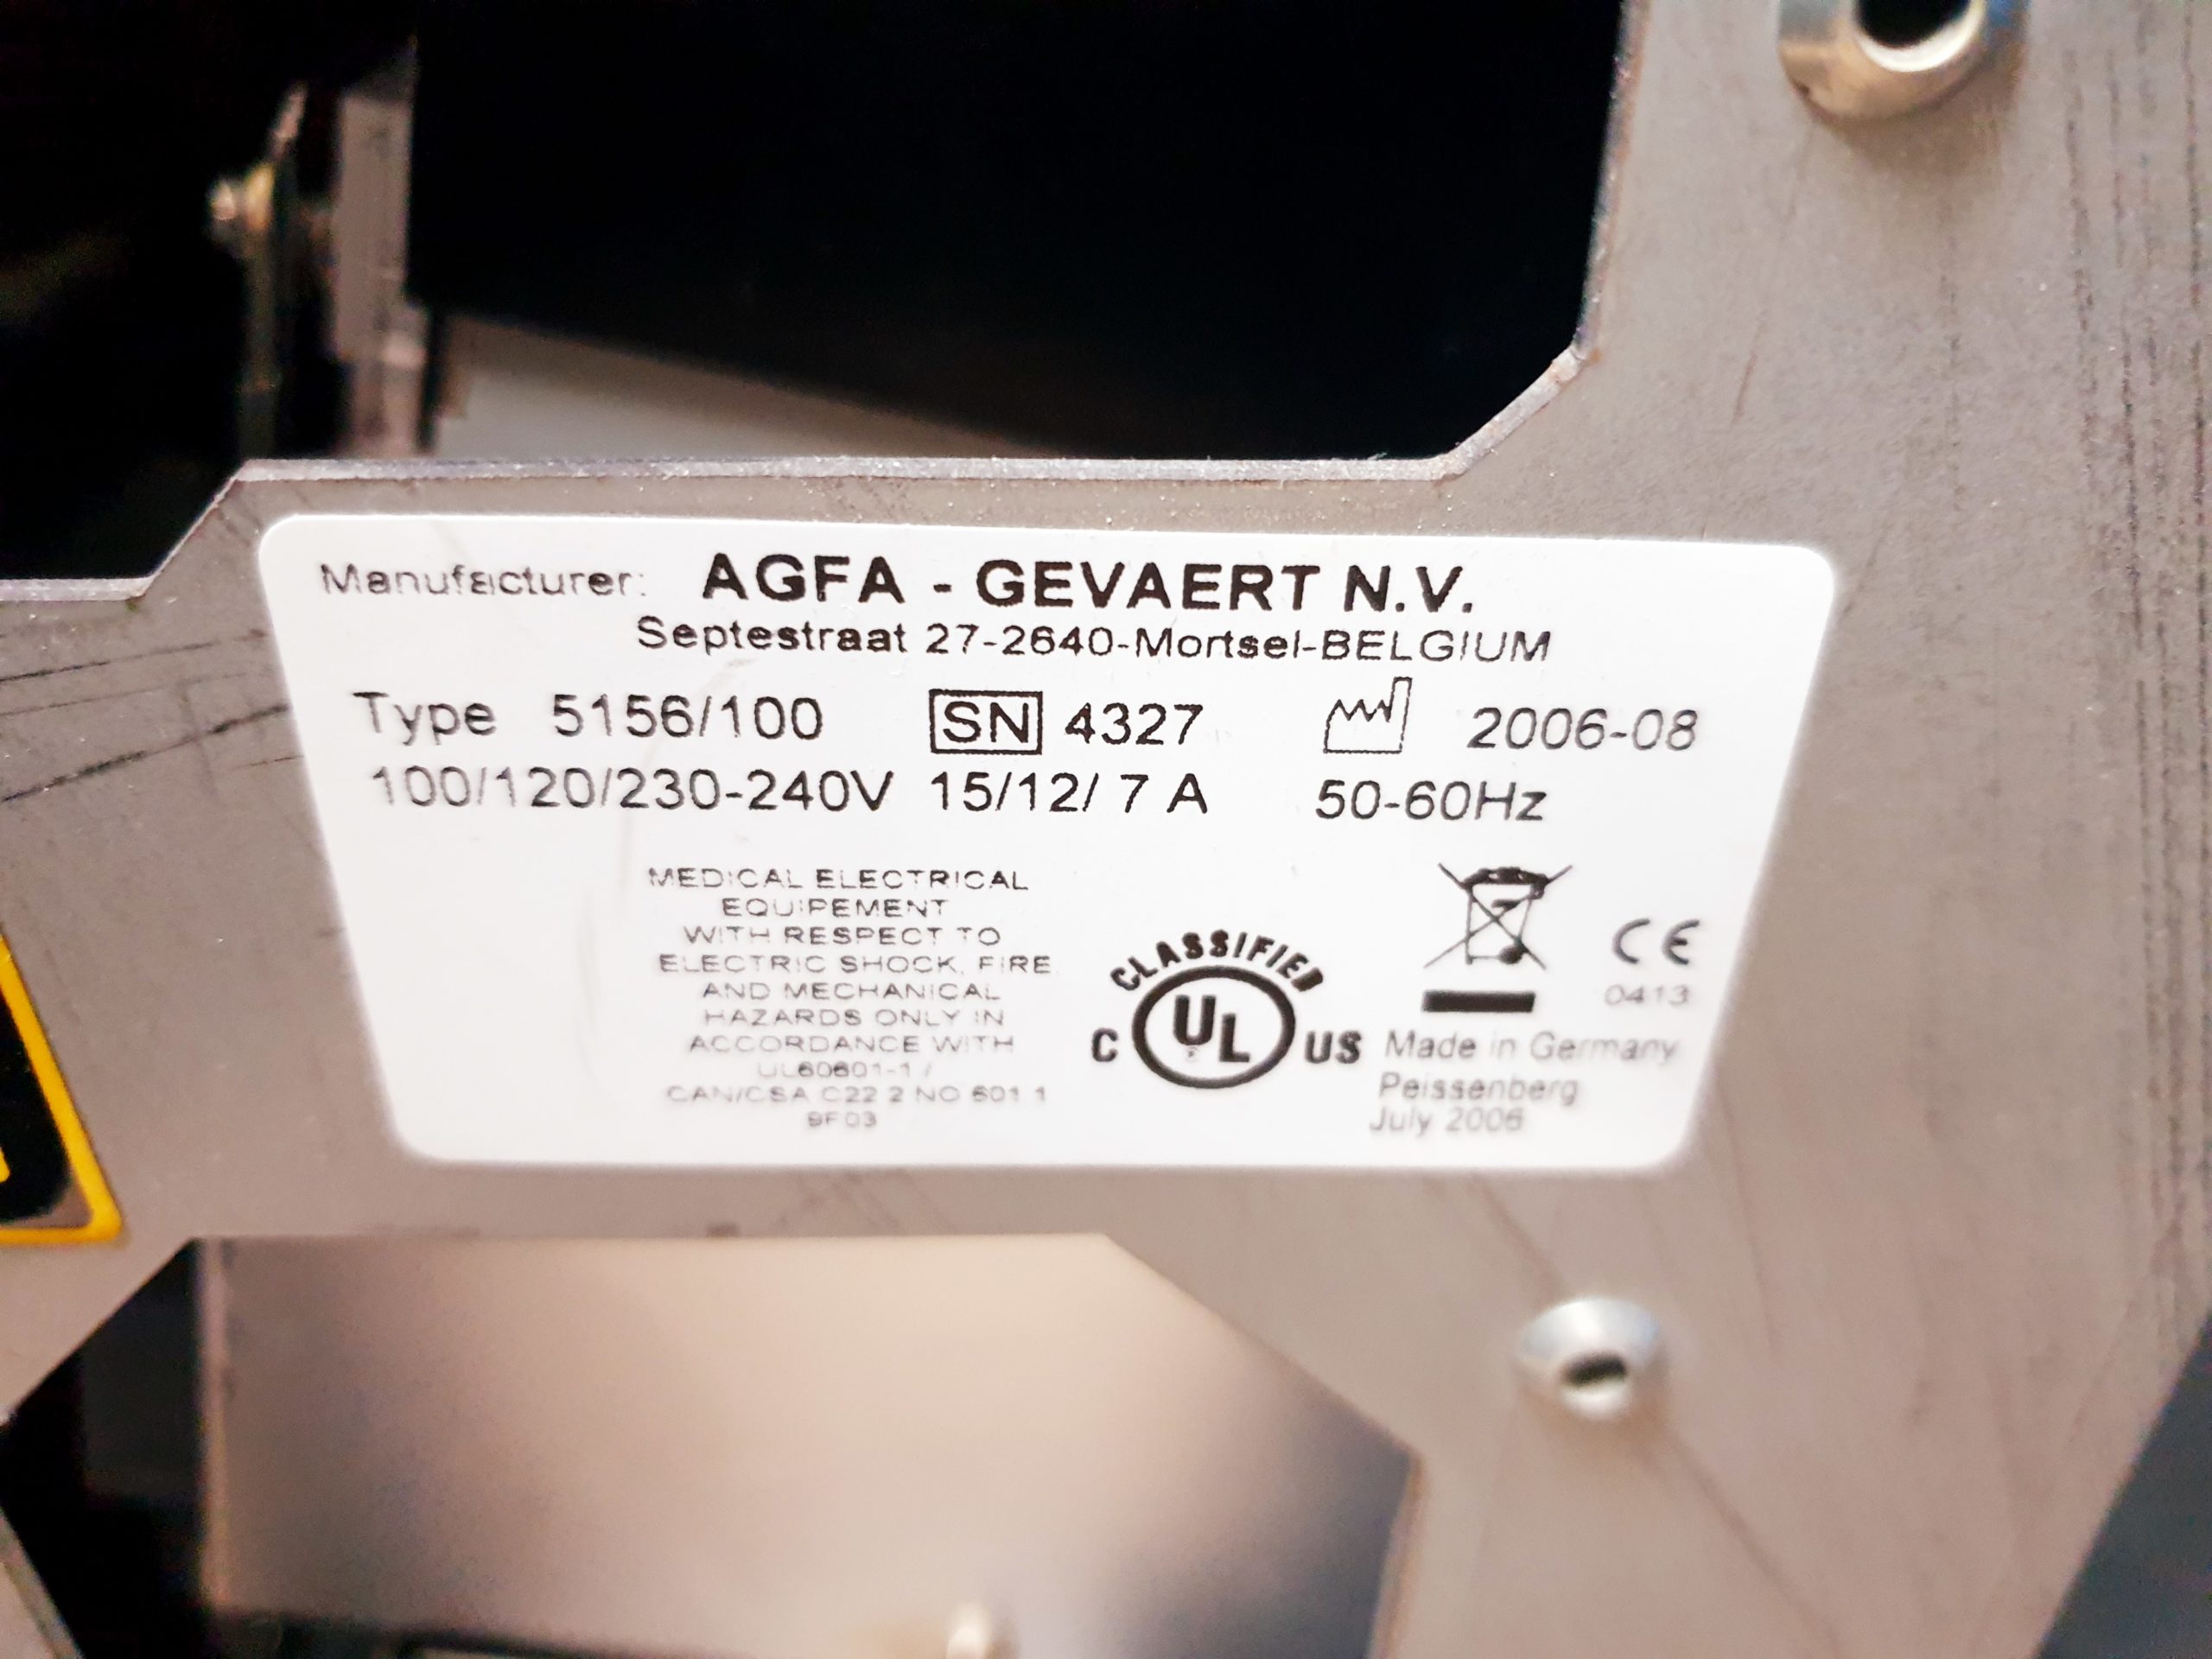 Manufacturer: AGFA - GEVAERT N.V.
Septestraat 27-2640-Mortsel-BELGIUM
Type 5156/100 SN 4327 2006-08
100/120/230-240V 15/12/ 7 A 50-60Hz
MEDICAL ELECTRICAL
EQUIPEMENT
WITH RESPECT TO
ELECTRIC SHOCK, FIRE
AND MECHANICAL
HAZARDS ONLY IN
ACCORDANCE WITH
UL60601-1 /
CAN/CSA C22 2 NO 601 1
9F03
CLASSIFIED
C UL US
CE
0413
Made in Germany
Peissenberg
July 2006